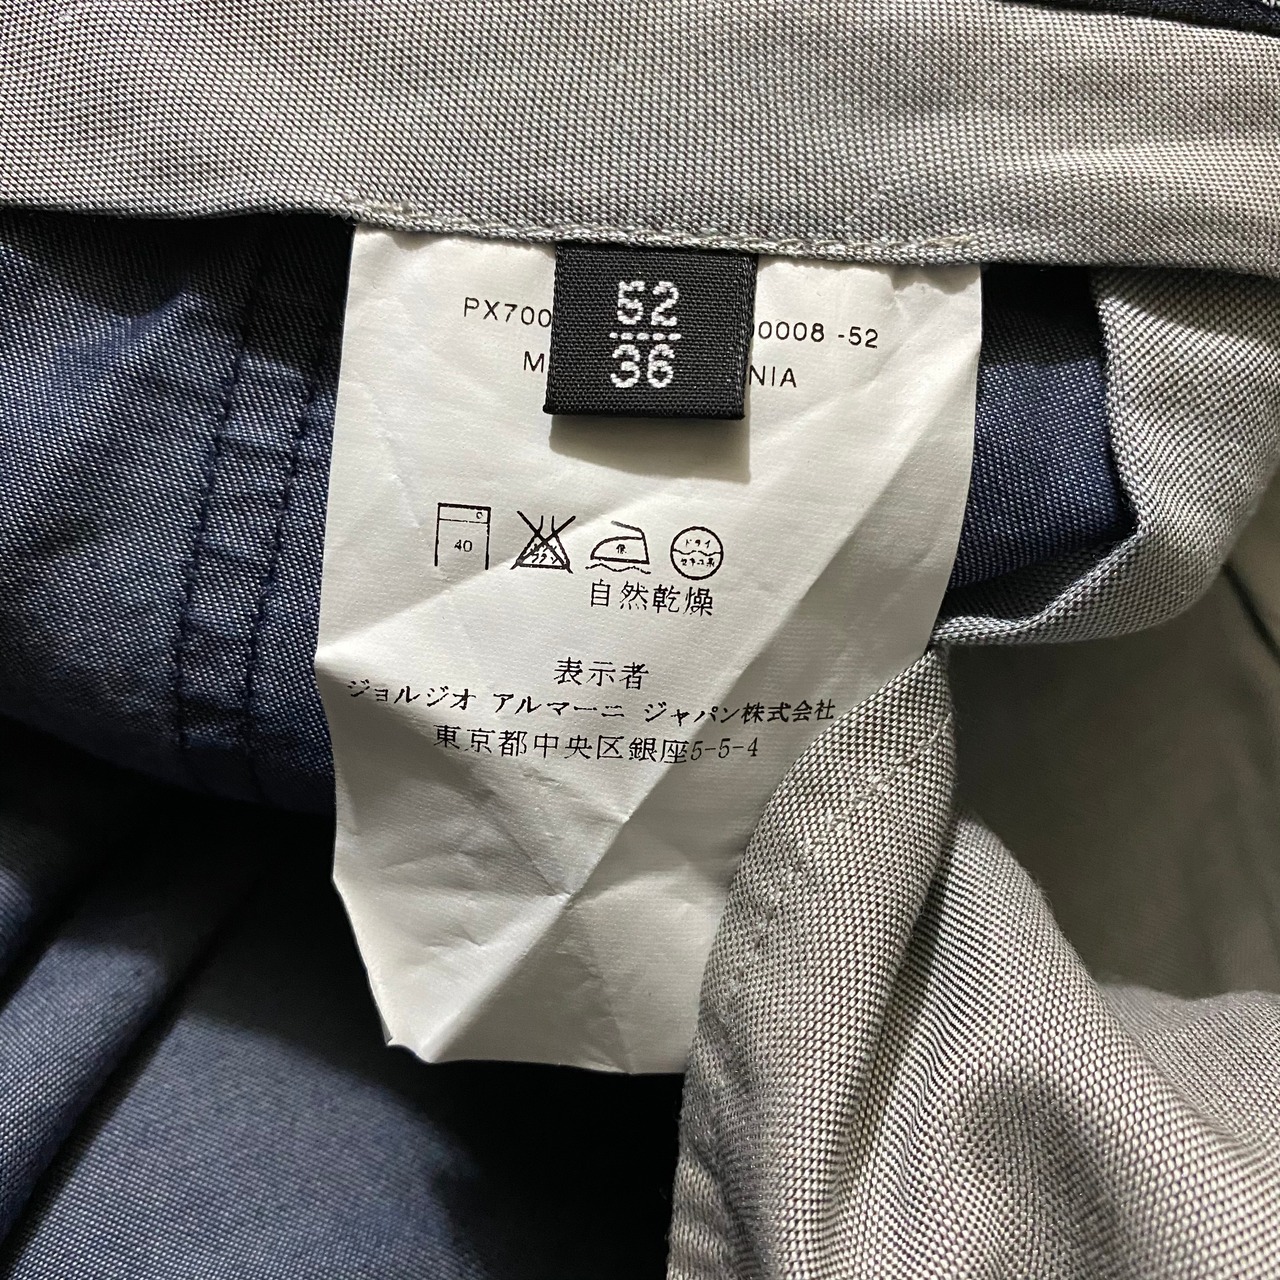 52
36
PX700 0008 -52
M NIA
40
自然乾燥
表示者
ジョルジオ アルマーニ ジャパン株式会社
東京都中央区銀座5-5-4